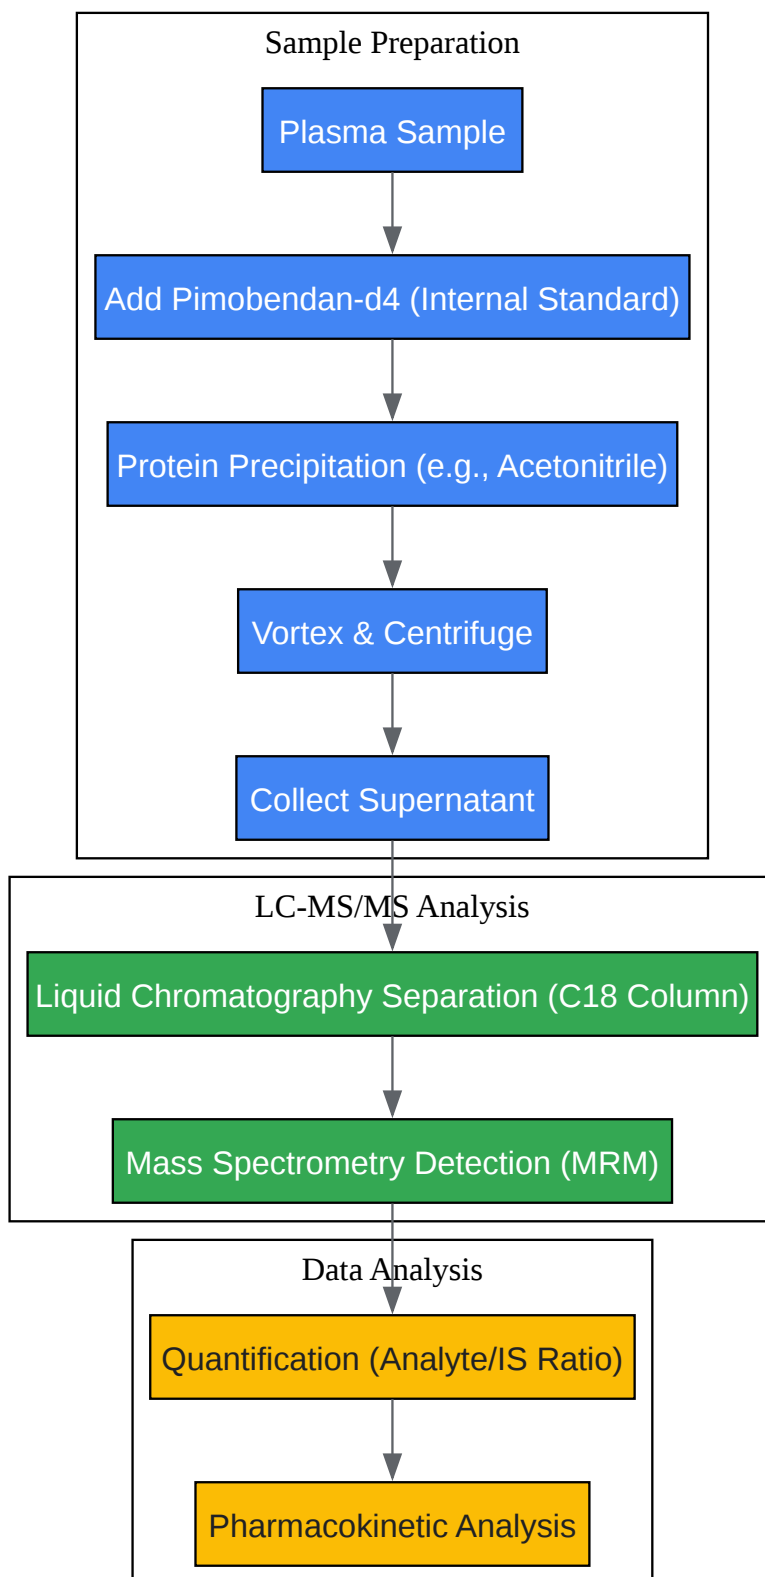 Sample Preparation
Plasma Sample
Add Pimobendan-d4 (Internal Standard)
Protein Precipitation (e.g., Acetonitrile)
Vortex & Centrifuge
Collect Supernatant
LC-MS/MS Analysis
Liquid Chromatography Separation (C18 Column)
Mass Spectrometry Detection (MRM)
Data Analysis
Quantification (Analyte/IS Ratio)
Pharmacokinetic Analysis